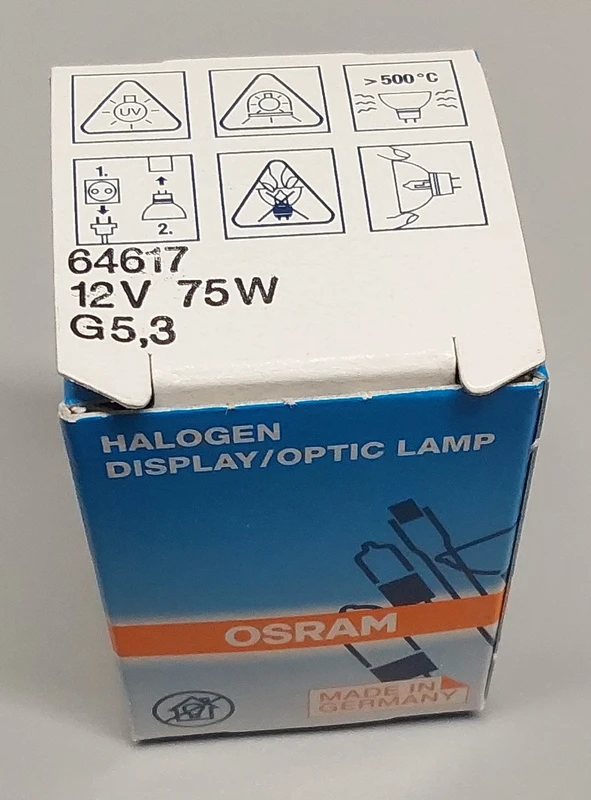 UV
>500°C
1.
2.
64617
12V 75W
G5,3
HALOGEN
DISPLAY/OPTIC LAMP
OSRAM
MADE IN
GERMANY